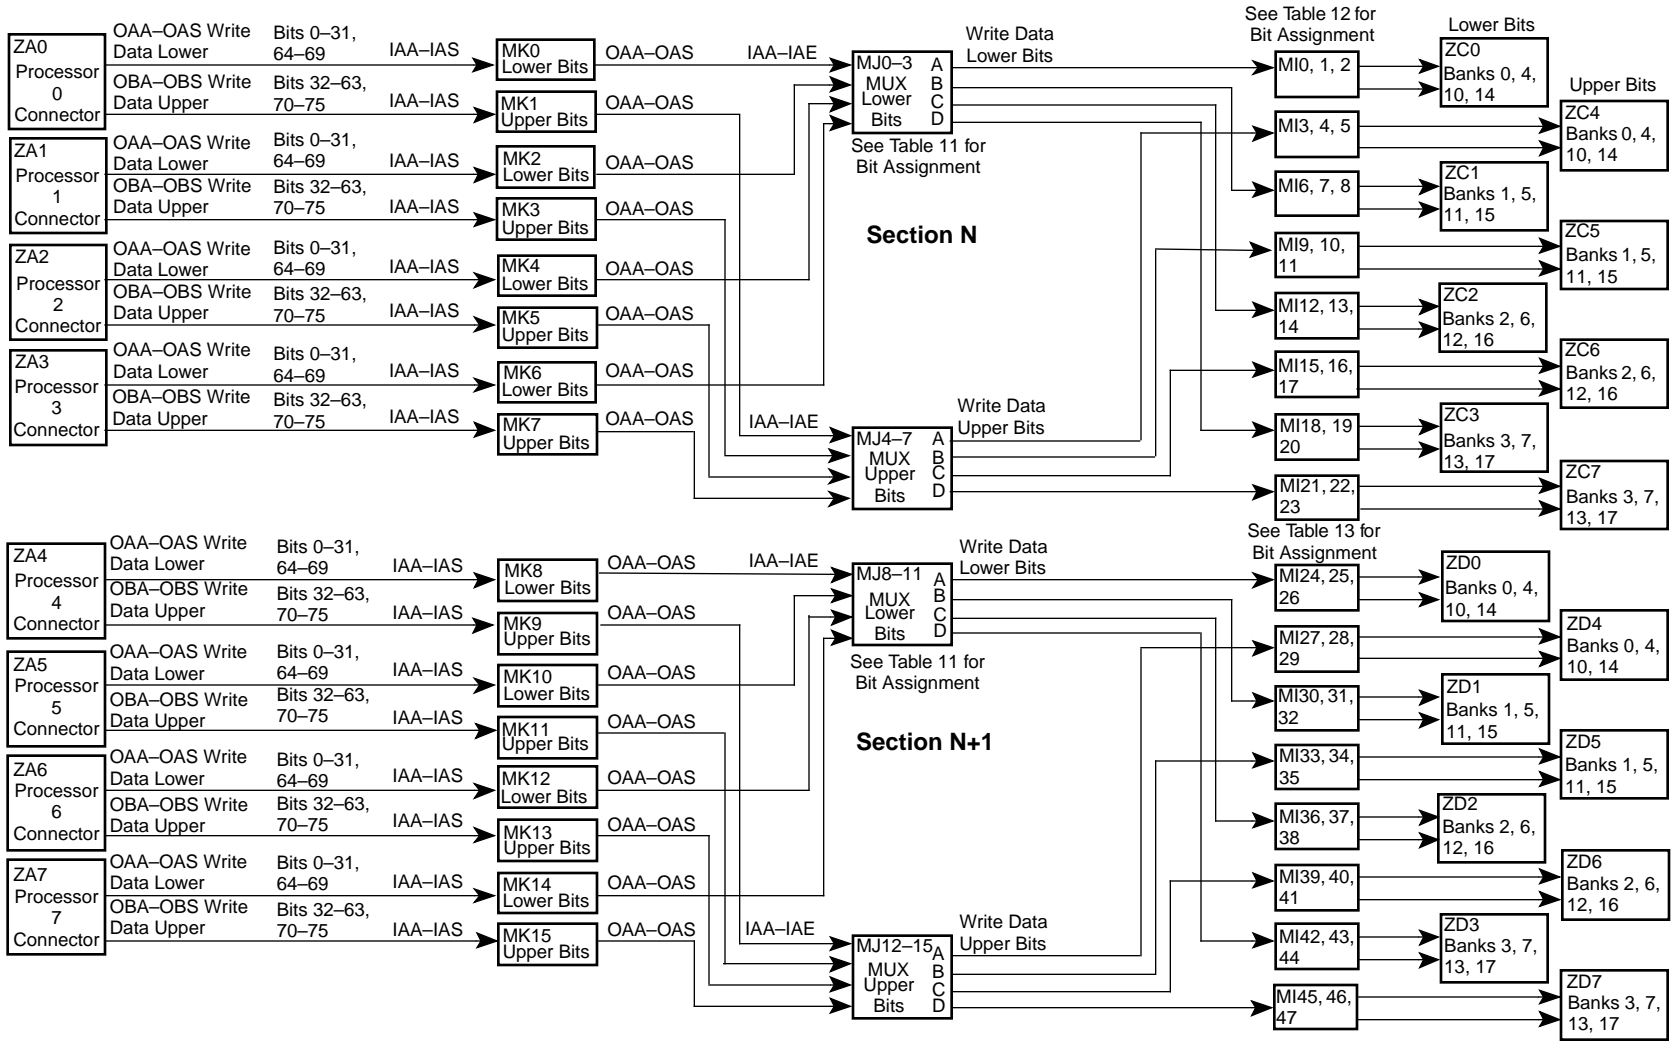 ZA0
Processor
0
Connector
OAA–OAS Write
Data Lower
Bits 0–31,
64–69
IAA–IAS
OBA–OBS Write
Data Upper
Bits 32–63,
70–75
IAA–IAS
MK0
Lower Bits
OAA–OAS
MK1
Upper Bits
OAA–OAS
ZA1
Processor
1
Connector
OAA–OAS Write
Data Lower
Bits 0–31,
64–69
IAA–IAS
OBA–OBS Write
Data Upper
Bits 32–63,
70–75
IAA–IAS
MK2
Lower Bits
OAA–OAS
MK3
Upper Bits
OAA–OAS
ZA2
Processor
2
Connector
OAA–OAS Write
Data Lower
Bits 0–31,
64–69
IAA–IAS
OBA–OBS Write
Data Upper
Bits 32–63,
70–75
IAA–IAS
MK4
Lower Bits
OAA–OAS
MK5
Upper Bits
OAA–OAS
ZA3
Processor
3
Connector
OAA–OAS Write
Data Lower
Bits 0–31,
64–69
IAA–IAS
OBA–OBS Write
Data Upper
Bits 32–63,
70–75
IAA–IAS
MK6
Lower Bits
OAA–OAS
MK7
Upper Bits
OAA–OAS
IAA–IAE
MJ0–3
MUX
Lower
Bits
A
B
C
D
See Table 11 for
Bit Assignment
Write Data
Lower Bits
Section N
IAA–IAE
MJ4–7
MUX
Upper
Bits
A
B
C
D
Write Data
Upper Bits
See Table 12 for
Bit Assignment
Lower Bits
Upper Bits
MI0, 1, 2
ZC0
Banks 0, 4,
10, 14
MI3, 4, 5
ZC4
Banks 0, 4,
10, 14
MI6, 7, 8
ZC1
Banks 1, 5,
11, 15
MI9, 10,
11
ZC5
Banks 1, 5,
11, 15
MI12, 13,
14
ZC2
Banks 2, 6,
12, 16
MI15, 16,
17
ZC6
Banks 2, 6,
12, 16
MI18, 19
20
ZC3
Banks 3, 7,
13, 17
MI21, 22,
23
ZC7
Banks 3, 7,
13, 17
ZA4
Processor
4
Connector
OAA–OAS Write
Data Lower
Bits 0–31,
64–69
IAA–IAS
OBA–OBS Write
Data Upper
Bits 32–63,
70–75
IAA–IAS
MK8
Lower Bits
OAA–OAS
MK9
Upper Bits
OAA–OAS
ZA5
Processor
5
Connector
OAA–OAS Write
Data Lower
Bits 0–31,
64–69
IAA–IAS
OBA–OBS Write
Data Upper
Bits 32–63,
70–75
IAA–IAS
MK10
Lower Bits
OAA–OAS
MK11
Upper Bits
OAA–OAS
ZA6
Processor
6
Connector
OAA–OAS Write
Data Lower
Bits 0–31,
64–69
IAA–IAS
OBA–OBS Write
Data Upper
Bits 32–63,
70–75
IAA–IAS
MK12
Lower Bits
OAA–OAS
MK13
Upper Bits
OAA–OAS
ZA7
Processor
7
Connector
OAA–OAS Write
Data Lower
Bits 0–31,
64–69
IAA–IAS
OBA–OBS Write
Data Upper
Bits 32–63,
70–75
IAA–IAS
MK14
Lower Bits
OAA–OAS
MK15
Upper Bits
OAA–OAS
IAA–IAE
MJ8–11
MUX
Lower
Bits
A
B
C
D
See Table 11 for
Bit Assignment
Write Data
Lower Bits
Section N+1
IAA–IAE
MJ12–15
MUX
Upper
Bits
A
B
C
D
Write Data
Upper Bits
See Table 13 for
Bit Assignment
MI24, 25,
26
ZD0
Banks 0, 4,
10, 14
MI27, 28,
29
ZD4
Banks 0, 4,
10, 14
MI30, 31,
32
ZD1
Banks 1, 5,
11, 15
MI33, 34,
35
ZD5
Banks 1, 5,
11, 15
MI36, 37,
38
ZD2
Banks 2, 6,
12, 16
MI39, 40,
41
ZD6
Banks 2, 6,
12, 16
MI42, 43,
44
ZD3
Banks 3, 7,
13, 17
MI45, 46,
47
ZD7
Banks 3, 7,
13, 17